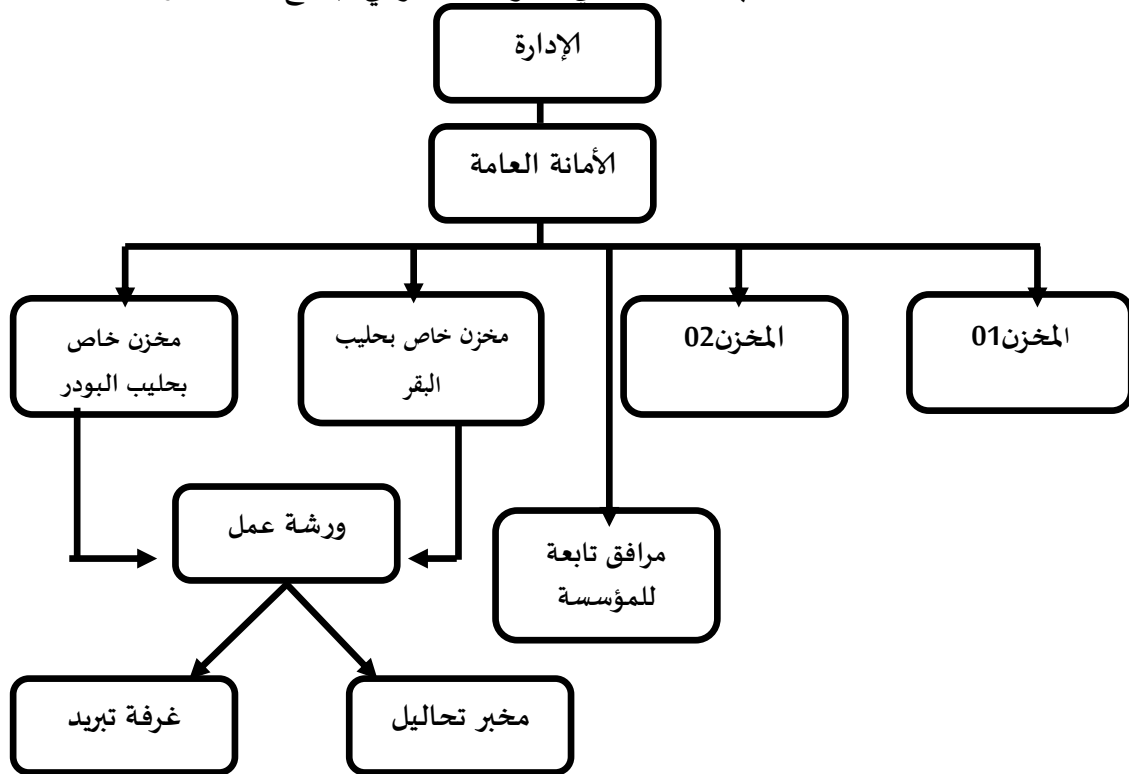 الإدارة
الأمانة العامة
المخزن01
المخزن02
مخزن خاص بحليب
البقر
مخزن خاص
بحليب البودر
ورشة عمل
مرافق تابعة
للمؤسسة
مخبر تحاليل
غرفة تبريد